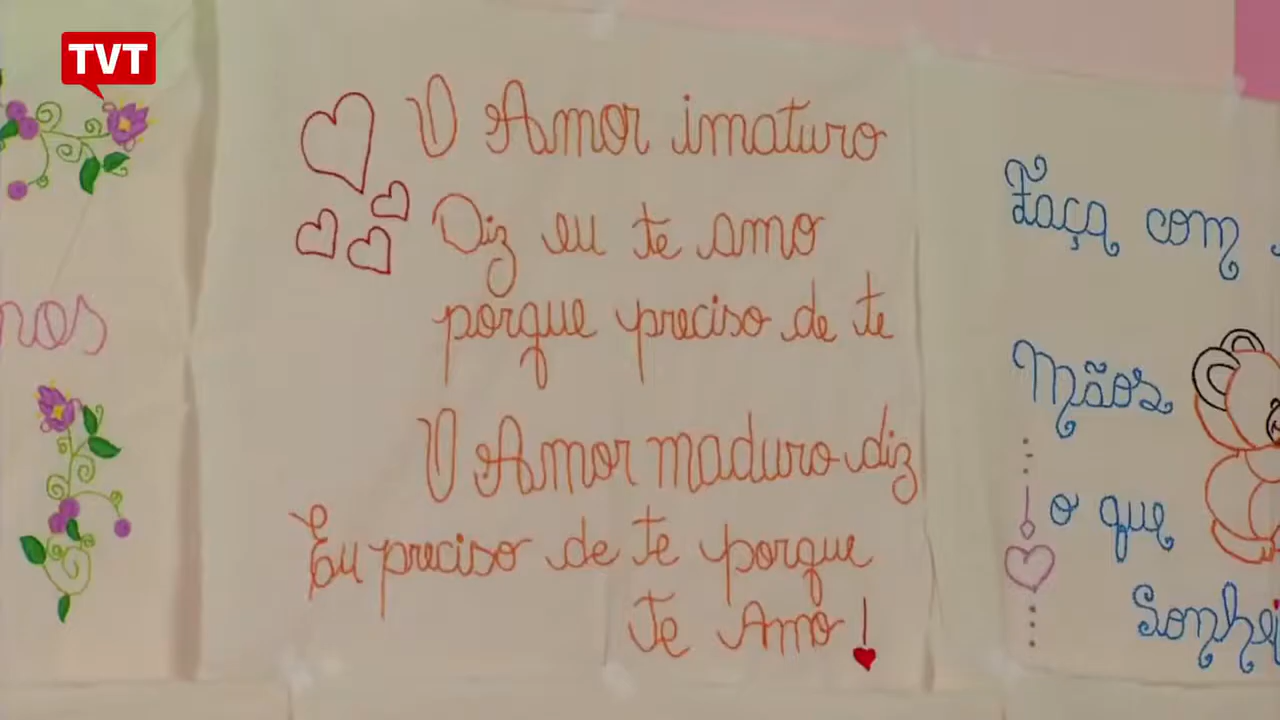 TVT
O Amor imaturo
Diz eu te amo
porque preciso de te
O Amor maduro diz
Eu preciso de te porque
Te Amo!
Faça com
Mãos
o que
nos